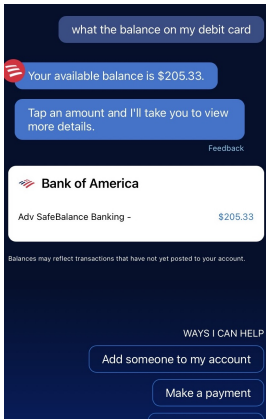 what the balance on my debit card
Your available balance is $205.33.
Tap an amount and I'll take you to view
more details.
Feedback
Bank of America
Adv SafeBalance Banking - $205.33
Balances may reflect transactions that have not yet posted to your account.
WAYS I CAN HELP
Add someone to my account
Make a payment